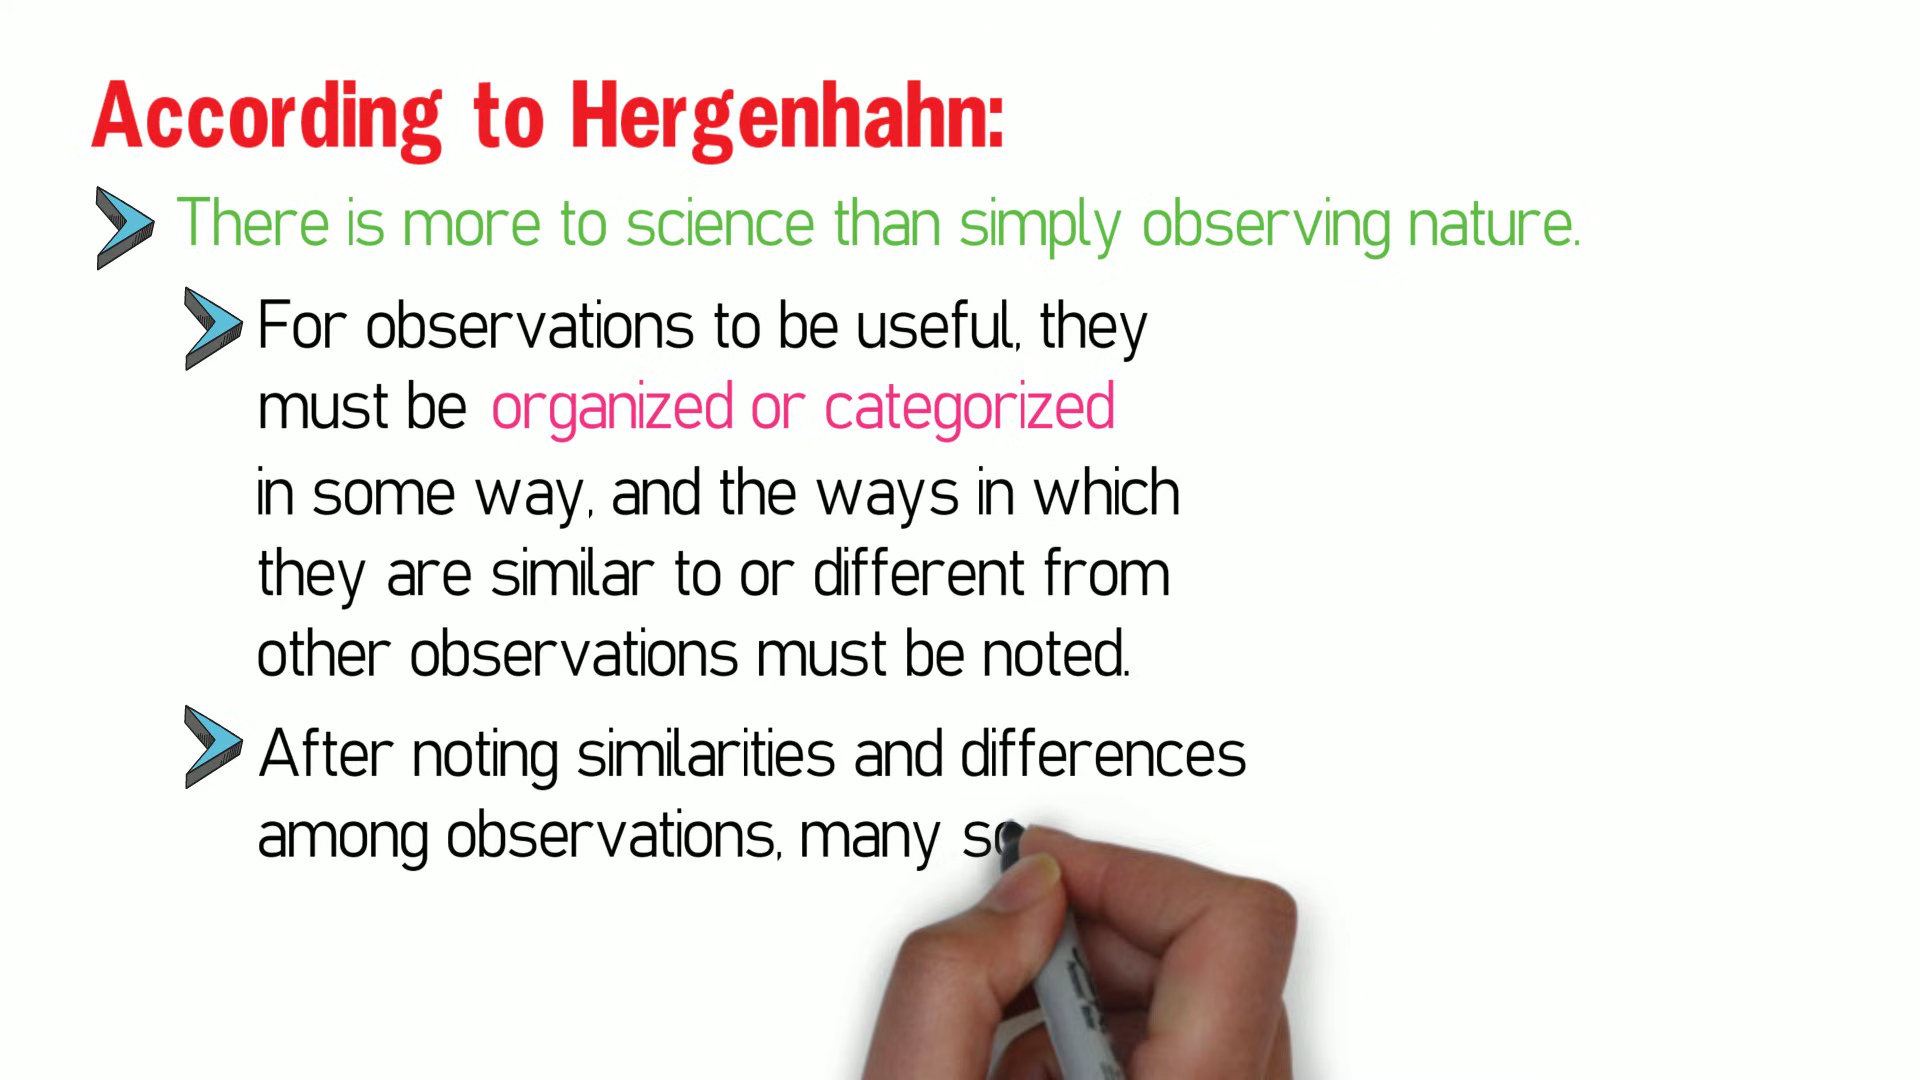 According to Hergenhahn:
There is more to science than simply observing nature.
For observations to be useful, they
must be organized or categorized
in some way, and the ways in which
they are similar to or different from
other observations must be noted.
After noting similarities and differences
among observations, many